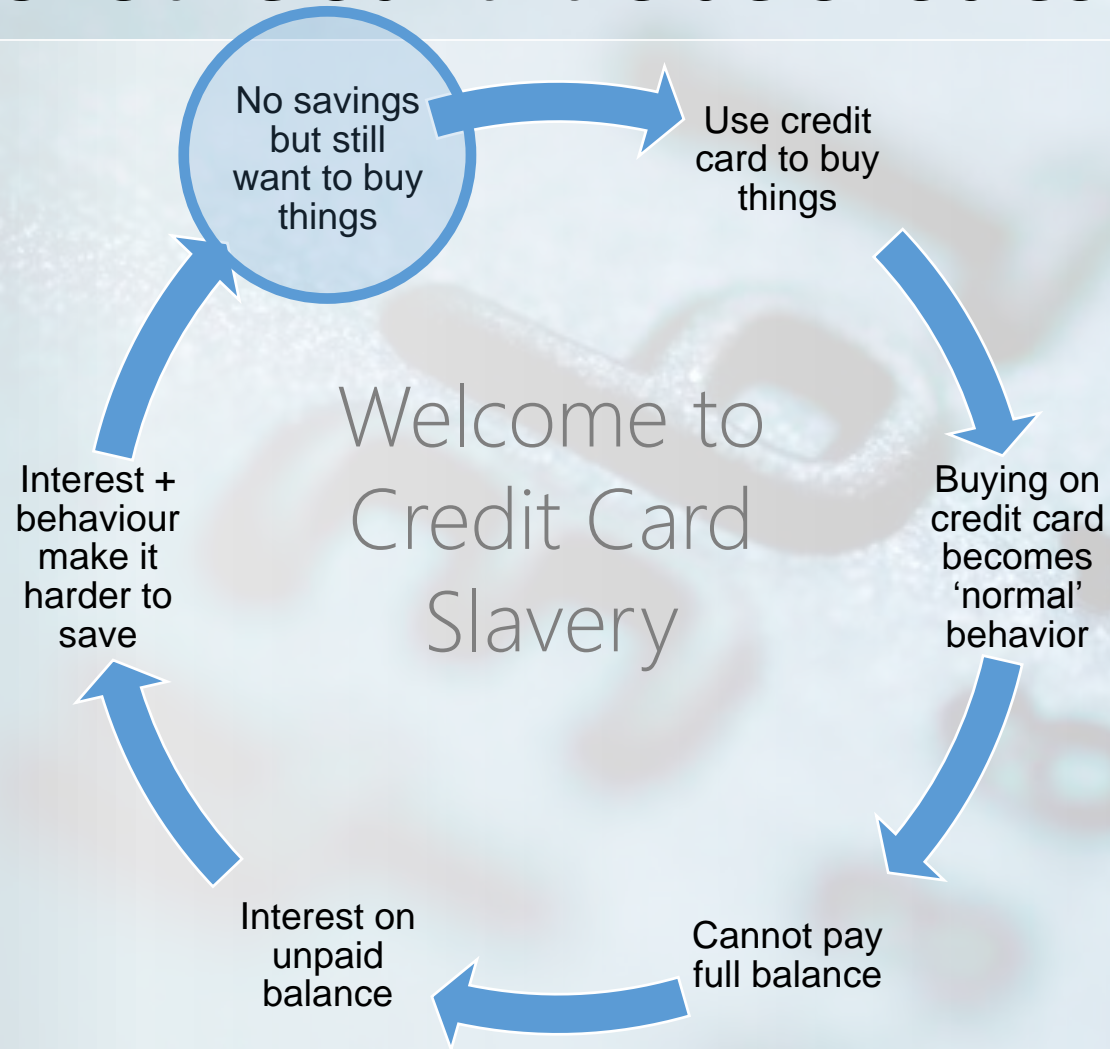 No savings
but still
want to buy
things
Use credit
card to buy
things
Buying on
credit card
becomes
‘normal’
behavior
Cannot pay
full balance
Interest on
unpaid
balance
Interest +
behaviour
make it
harder to
save
Welcome to
Credit Card
Slavery